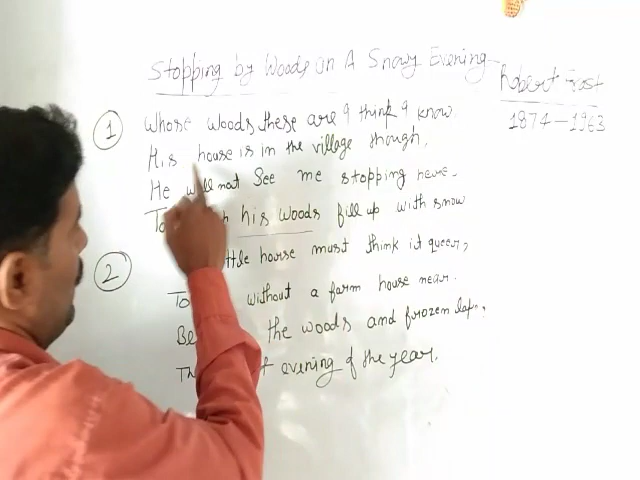 Stopping by Woods On A Snowy Evening-
Robert Frost
1874-1963
1 Whose woods these are I think I know.
His house is in the village though,
He will not See me stopping here-
To his woods fill up with snow
2 horse must think it queer,
To without a farm house near.
the woods and frozen lake,
evening of the year.